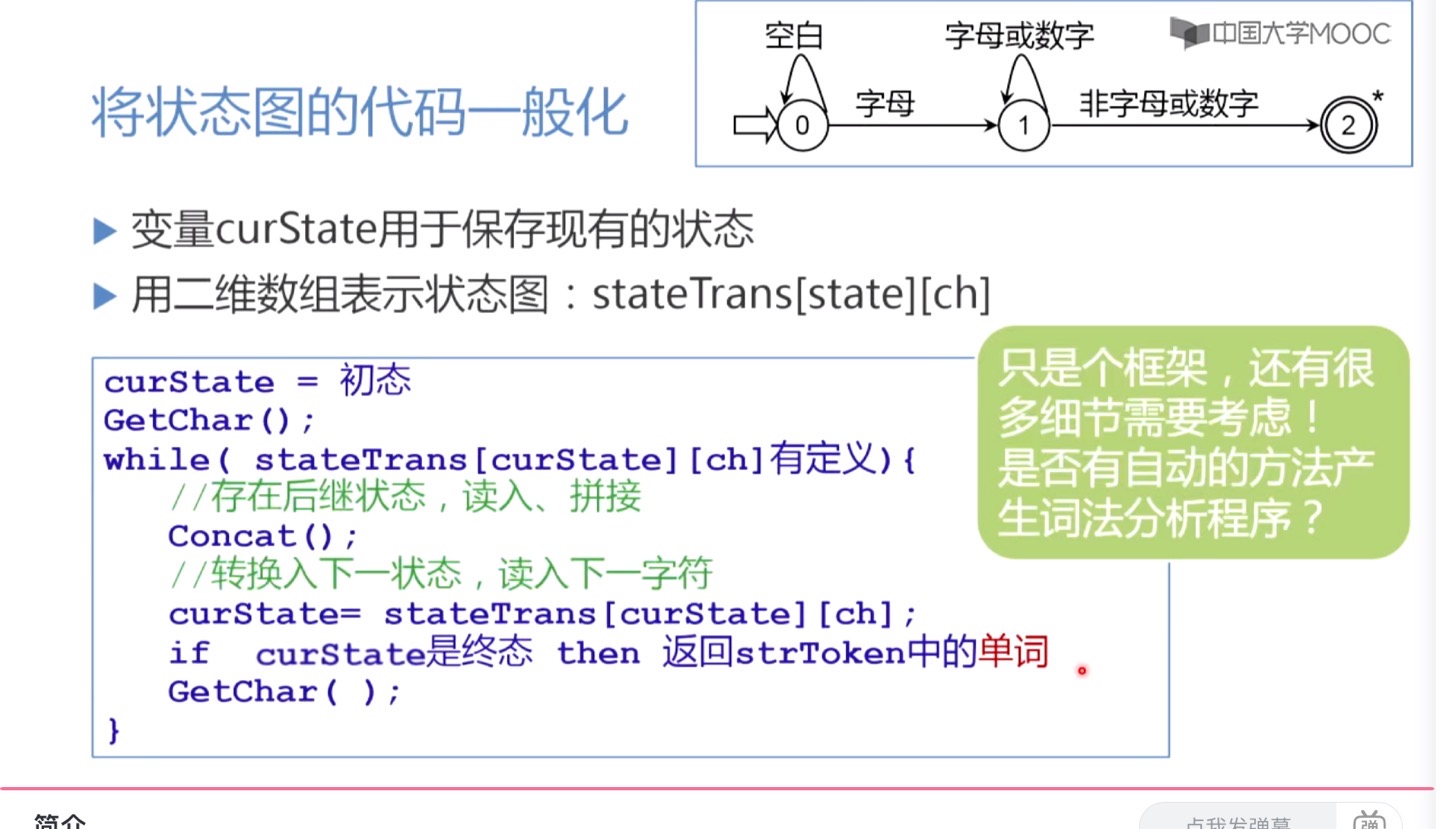 空白
字母或数字
中国大学MOOC
将状态图的代码一般化
字母
非字母或数字
*
0
1
2
▶ 变量curState用于保存现有的状态
▶ 用二维数组表示状态图：stateTrans[state][ch]
curState = 初态
GetChar();
while( stateTrans[curState][ch]有定义){
//存在后继状态，读入、拼接
Concat();
//转换入下一状态，读入下一字符
curState= stateTrans[curState][ch];
if curState是终态 then 返回strToken中的单词
GetChar( );
}
只是个框架，还有很
多细节需要考虑！
是否有自动的方法产
生词法分析程序？
简介
点我发弹幕
弹